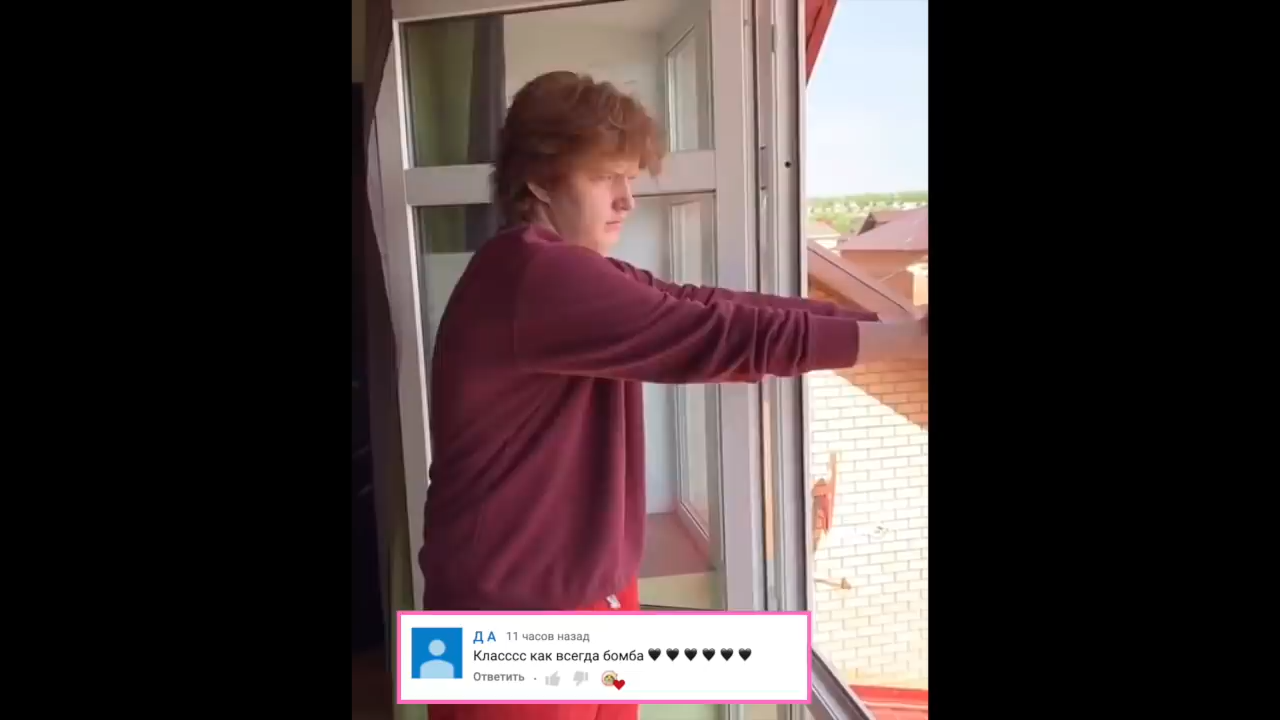 Д А 11 часов назад
Класссс как всегда бомба 🖤🖤🖤🖤🖤🖤
Ответить